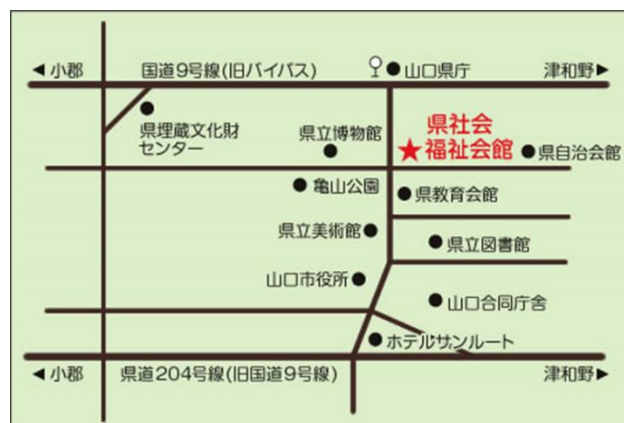 ◀小郡
国道9号線(旧バイパス)
山口県庁
津和野▶
県埋蔵文化財
センター
県立博物館
県社会
福祉会館
県自治会館
亀山公園
県教育会館
県立美術館
県立図書館
山口市役所
山口合同庁舎
ホテルサンルート
◀小郡
県道204号線(旧国道9号線)
津和野▶